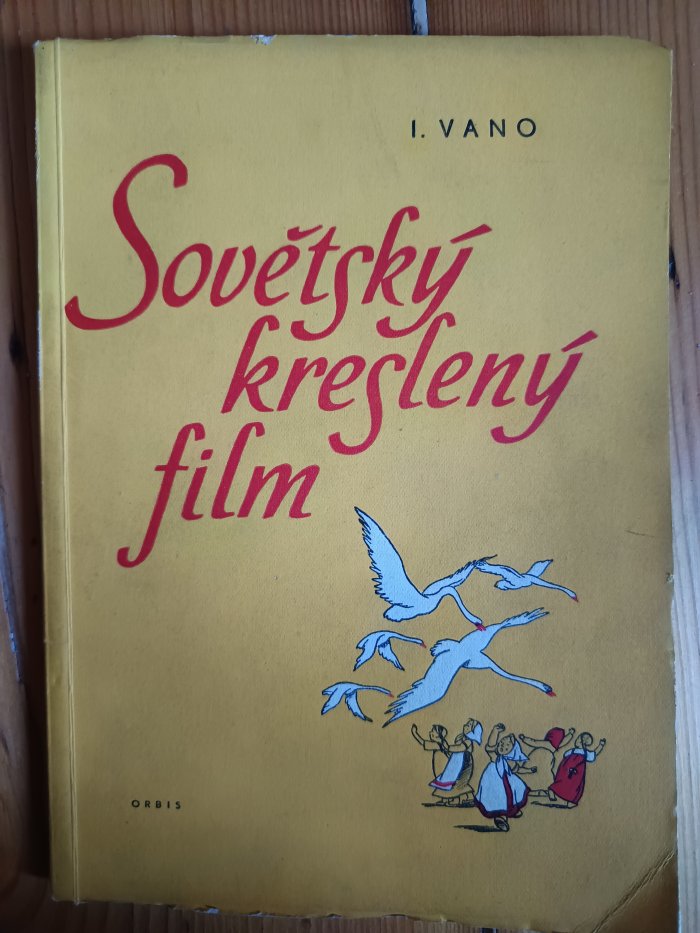 I. VANO
Sovětský
kreslený
film
ORBIS